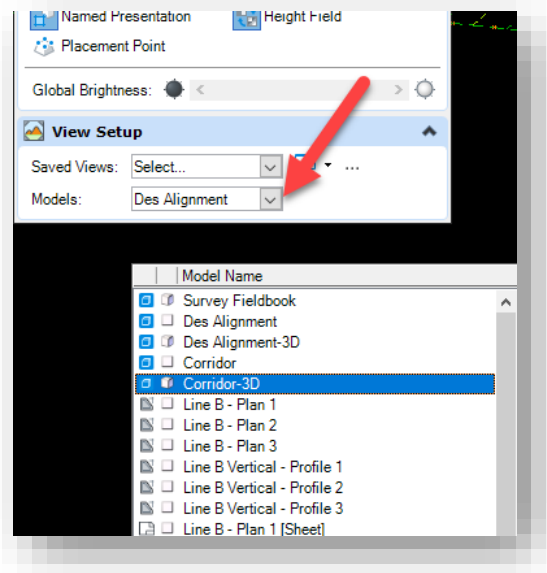 Named Presentation Height Field
Placement Point
Global Brightness:
View Setup
Saved Views: Select... ...
Models: Des Alignment
Model Name
Survey Fieldbook
Des Alignment
Des Alignment-3D
Corridor
Corridor-3D
Line B - Plan 1
Line B - Plan 2
Line B - Plan 3
Line B Vertical - Profile 1
Line B Vertical - Profile 2
Line B Vertical - Profile 3
Line B - Plan 1 [Sheet]